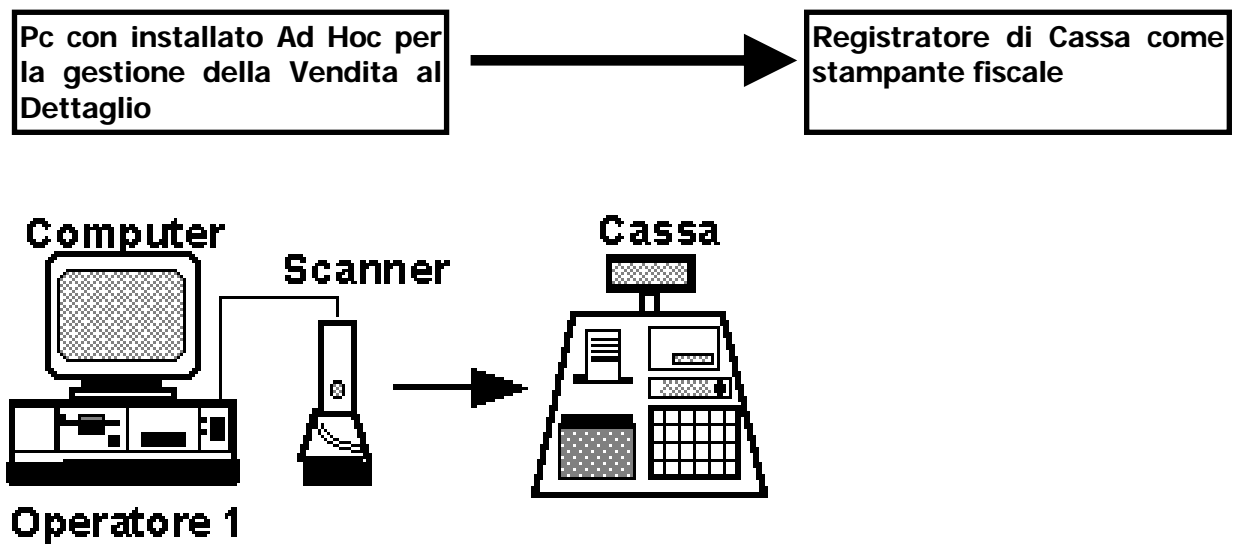 Pc con installato Ad Hoc per
la gestione della Vendita al
Dettaglio
Registratore di Cassa come
stampante fiscale
Computer
Scanner
Cassa
Operatore 1